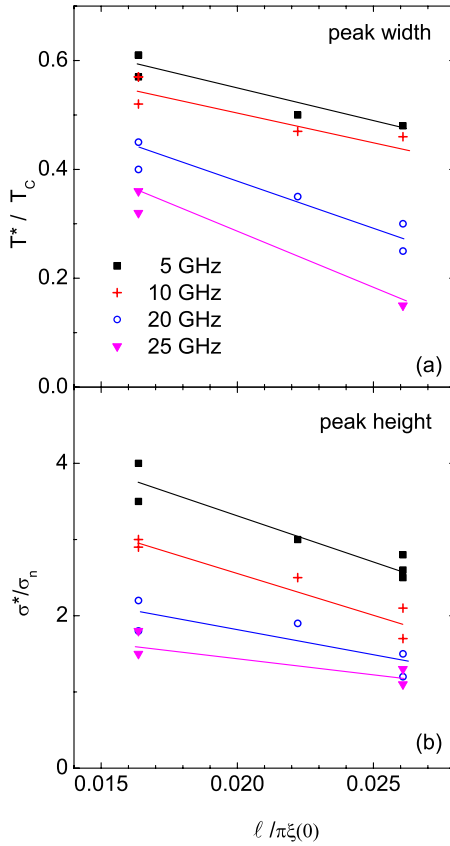 peak width
0.6
0.4
0.2
0.0
T* / T_C
5 GHz
10 GHz
20 GHz
25 GHz
(a)
peak height
4
2
0
σ*/σ_n
(b)
0.015
0.020
0.025
ℓ /πξ(0)